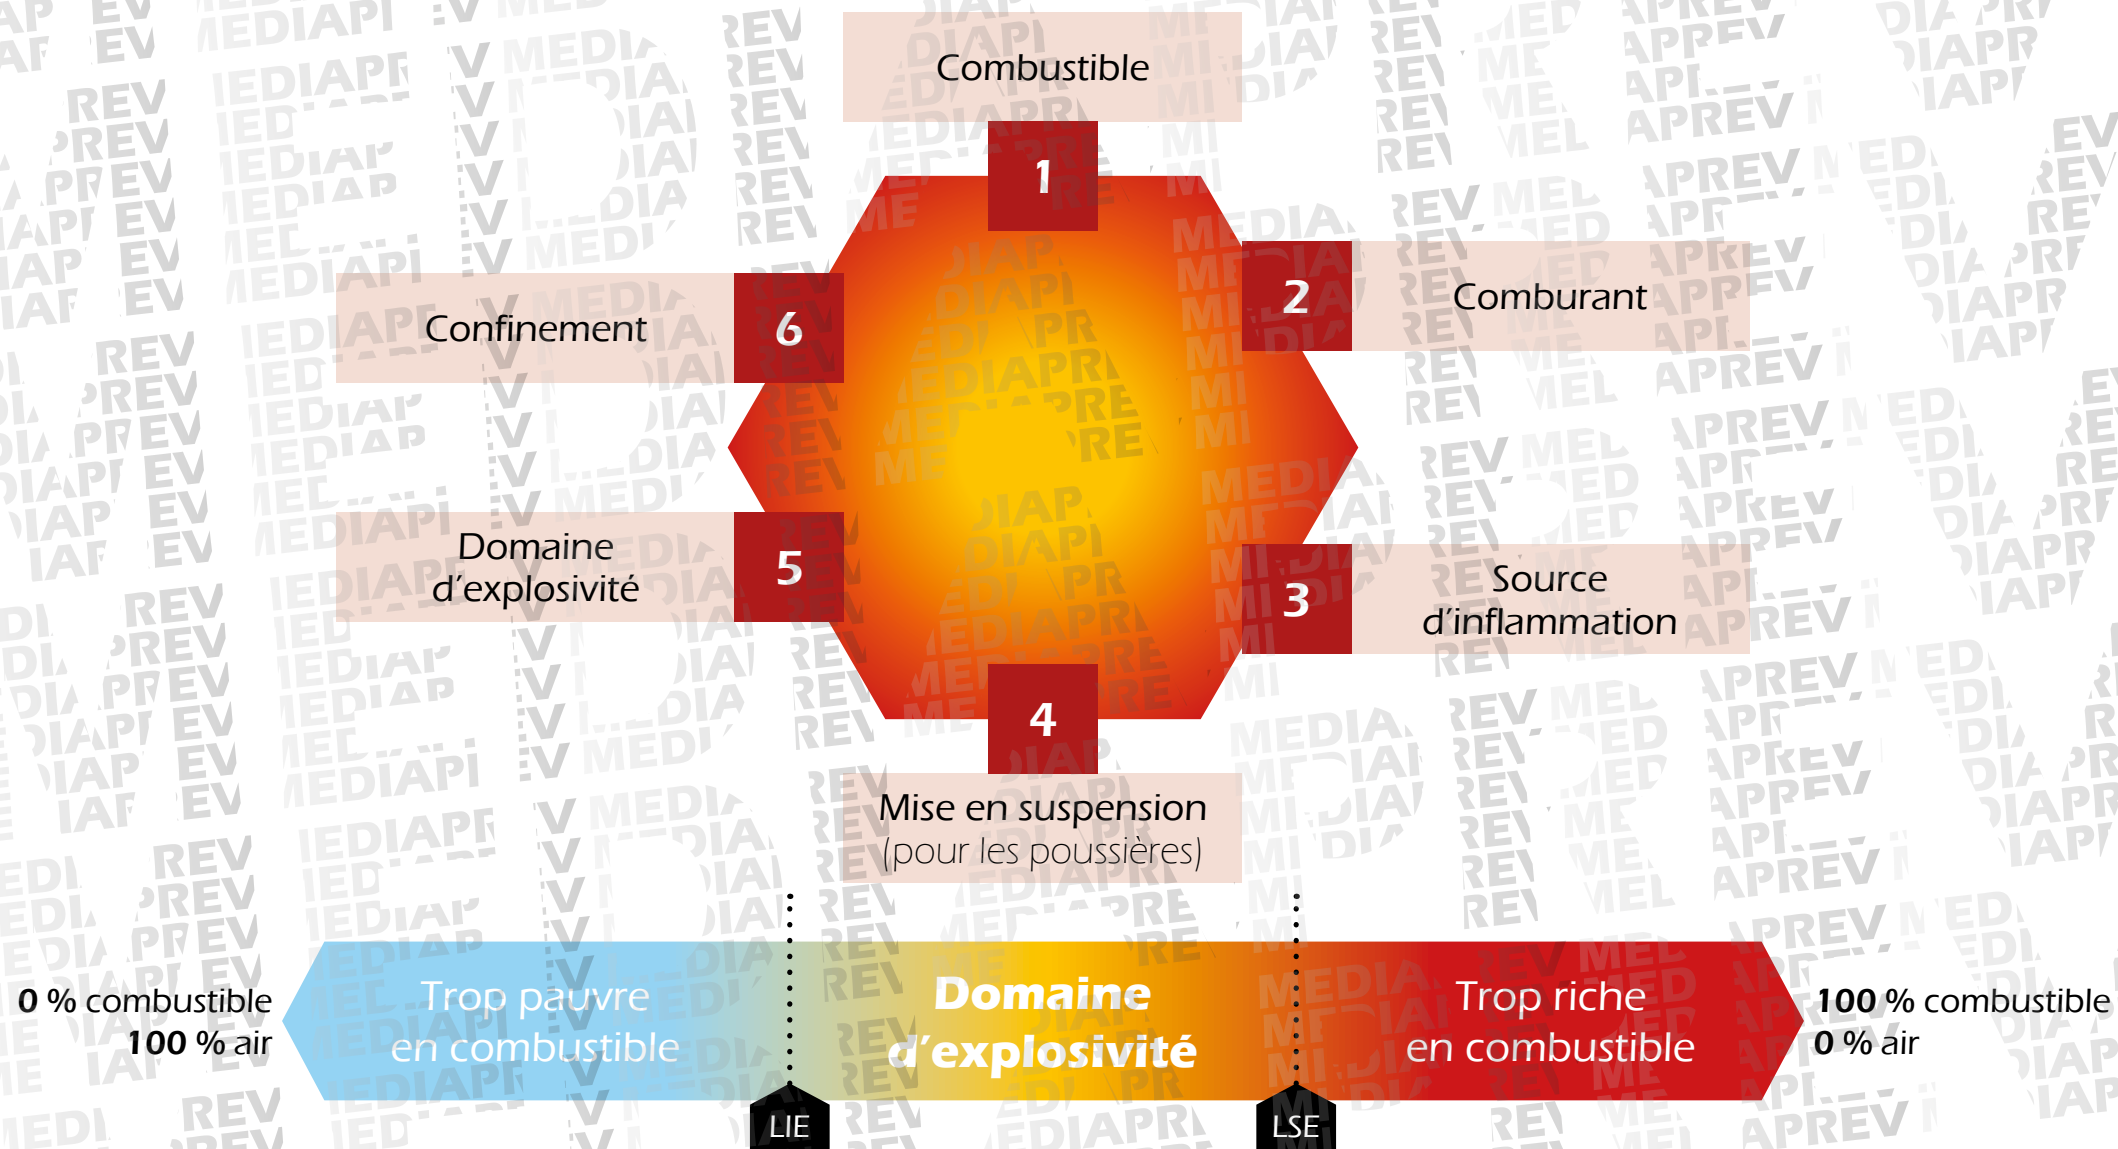 Combustible
1
2
Comburant
Confinement
6
Domaine
d'explosivité
5
3
Source
d'inflammation
4
Mise en suspension
(pour les poussières)
0 % combustible
100 % air
Trop pauvre
en combustible
Domaine
d'explosivité
Trop riche
en combustible
100 % combustible
0 % air
LIE
LSE